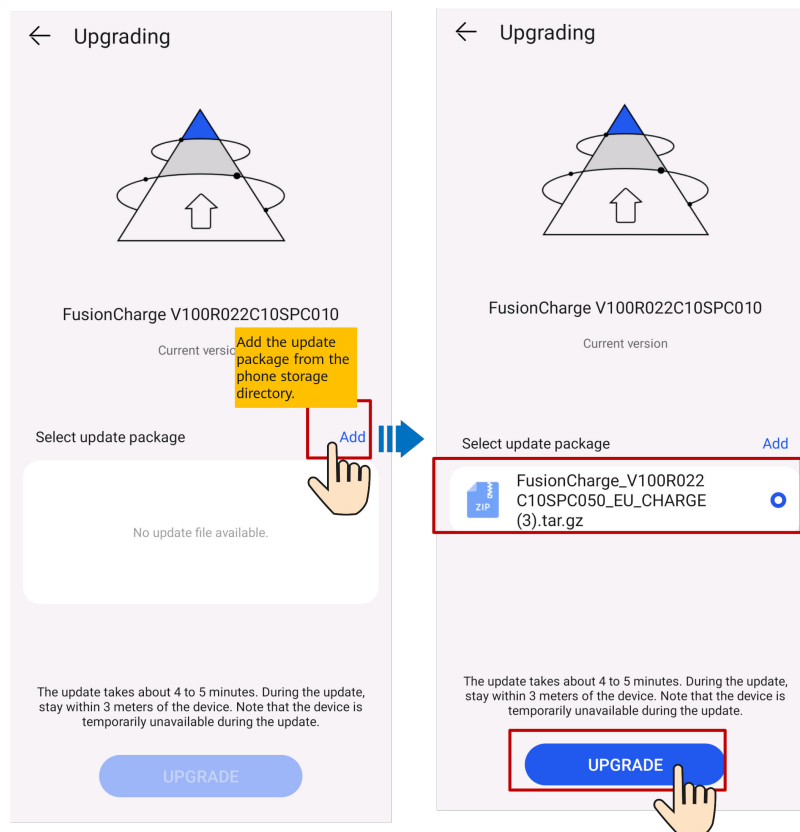 Upgrading
FusionCharge V100R022C10SPC010
Current versio
Add the update
package from the
phone storage
directory.
Select update package
Add
No update file available.
The update takes about 4 to 5 minutes. During the update,
stay within 3 meters of the device. Note that the device is
temporarily unavailable during the update.
UPGRADE
Upgrading
FusionCharge V100R022C10SPC010
Current version
Select update package
Add
ZIP
FusionCharge_V100R022
C10SPC050_EU_CHARGE
(3).tar.gz
The update takes about 4 to 5 minutes. During the update,
stay within 3 meters of the device. Note that the device is
temporarily unavailable during the update.
UPGRADE